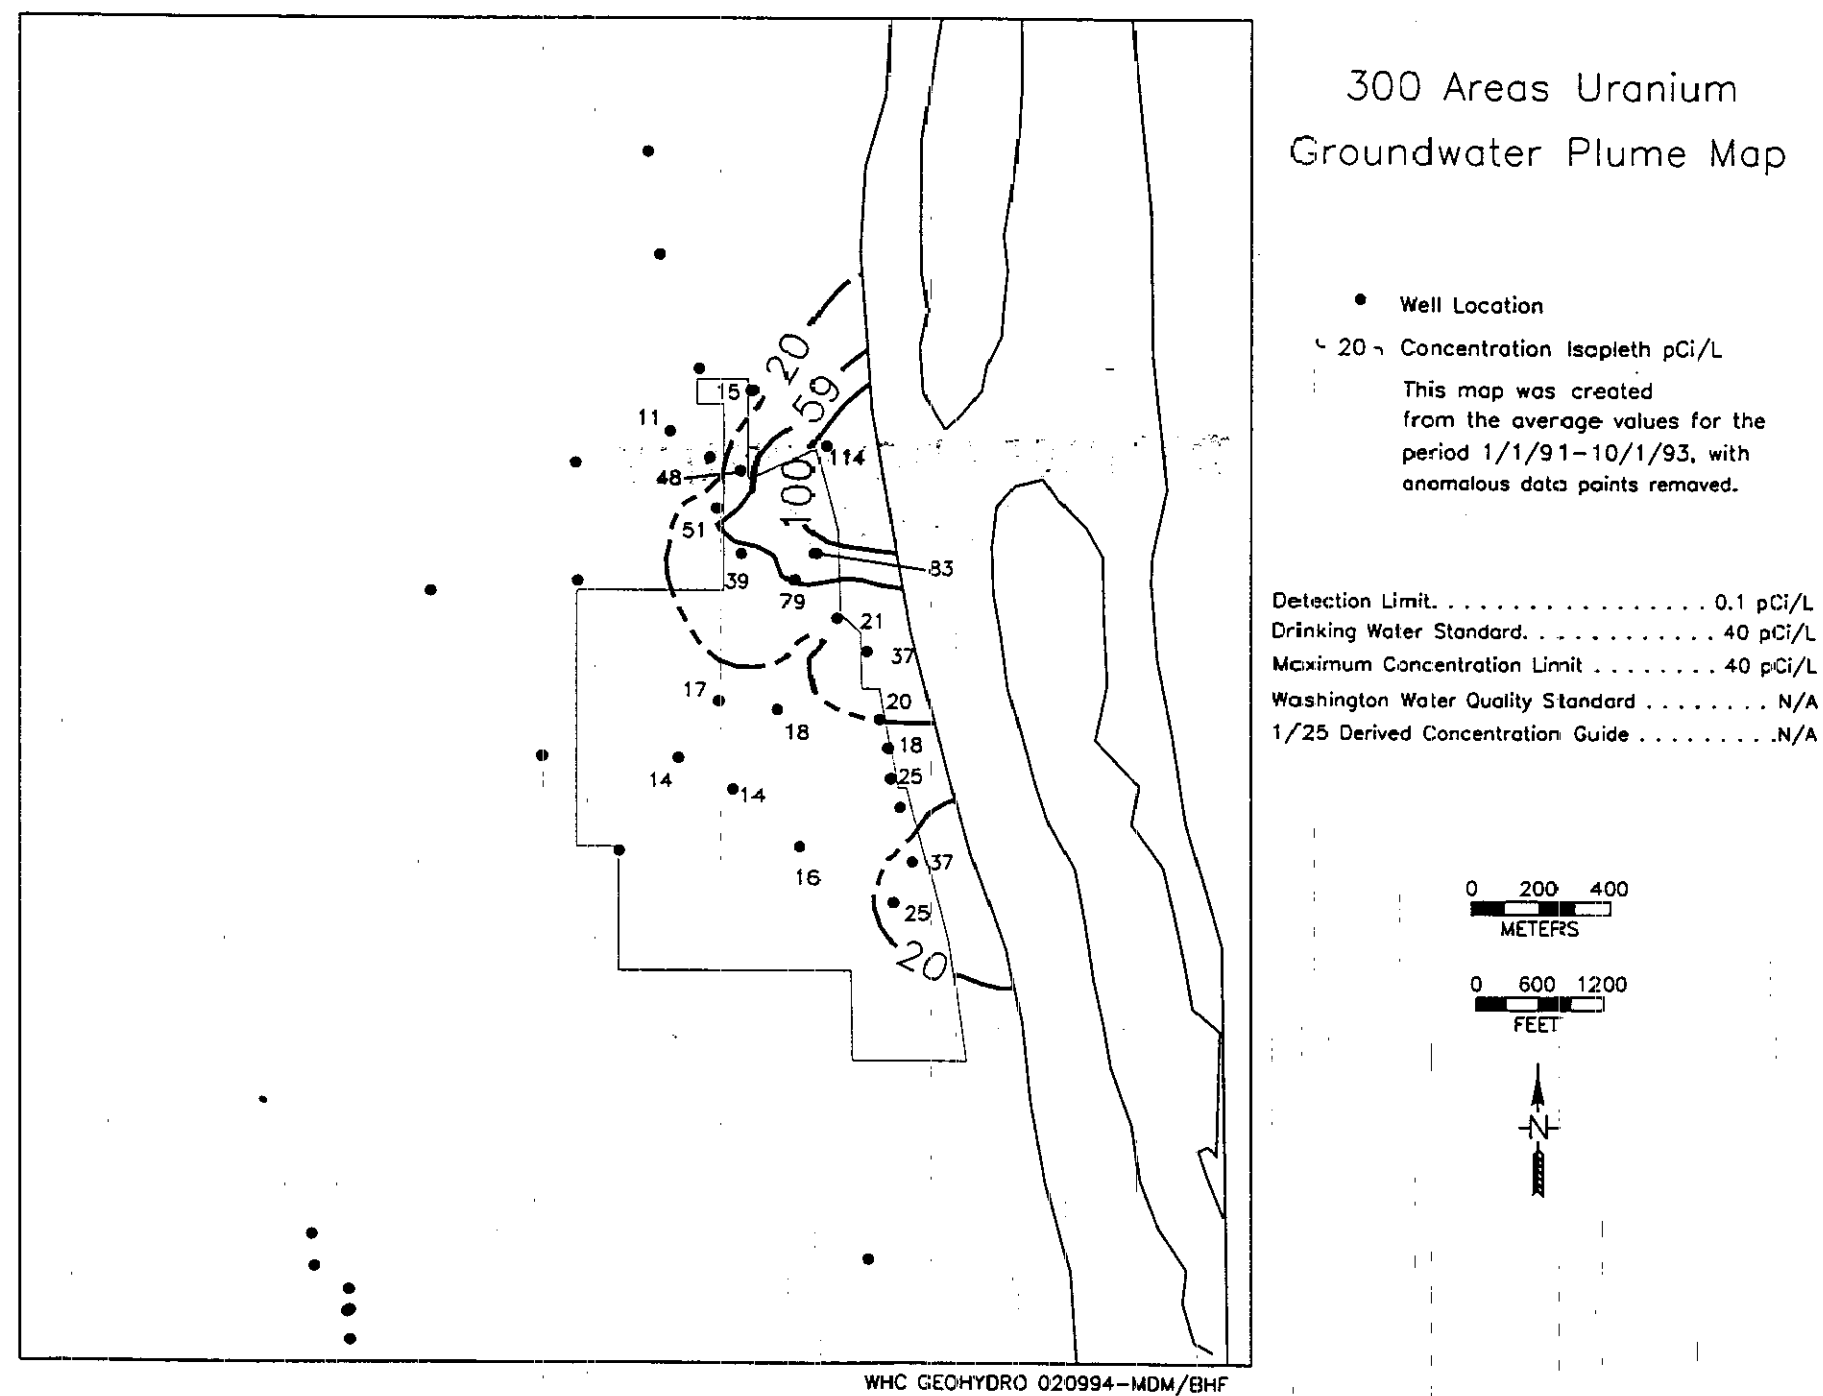 300 Areas Uranium
Groundwater Plume Map
Well Location
20 Concentration Isopleth pCi/L
This map was created
from the average values for the
period 1/1/91-10/1/93, with
anomalous data points removed.
Detection Limit. . . . . . . . . . . . . . . . . 0.1 pCi/L
Drinking Water Standard. . . . . . . . . . . . 40 pCi/L
Maximum Concentration Limit . . . . . . . . 40 pCi/L
Washington Water Quality Standard . . . . . . . . N/A
1/25 Derived Concentration Guide . . . . . . . . . .N/A
0 200 400
METERS
0 600 1200
FEET
N
20
59
15
11
114
48
100
51
39
83
79
21
37
17
20
18
18
25
14
14
37
16
25
20
WHC GEOHYDRO 020994-MDM/BHF